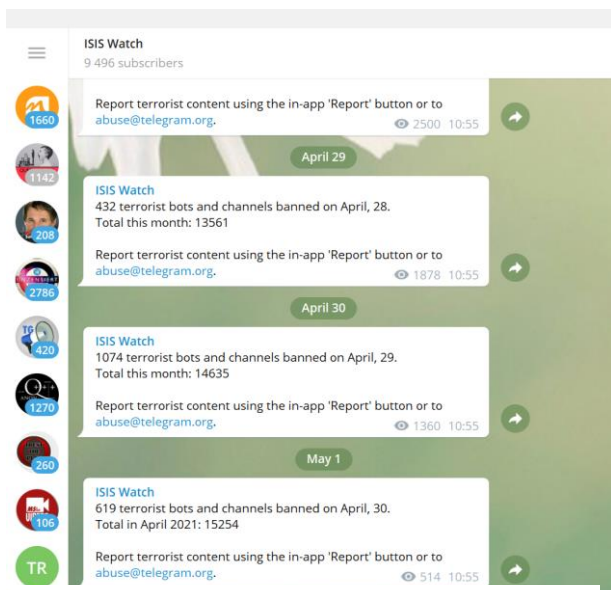 ISIS Watch
9 496 subscribers
Report terrorist content using the in-app 'Report' button or to
abuse@telegram.org.
2500 10:55
1660
1142
April 29
ISIS Watch
432 terrorist bots and channels banned on April, 28.
Total this month: 13561
208
Report terrorist content using the in-app 'Report' button or to
abuse@telegram.org.
1878 10:55
2786
April 30
TG
420
ISIS Watch
1074 terrorist bots and channels banned on April, 29.
Total this month: 14635
1270
Report terrorist content using the in-app 'Report' button or to
abuse@telegram.org.
1360 10:55
260
May 1
ISIS Watch
619 terrorist bots and channels banned on April, 30.
Total in April 2021: 15254
106
Report terrorist content using the in-app 'Report' button or to
abuse@telegram.org.
514 10:55
TR